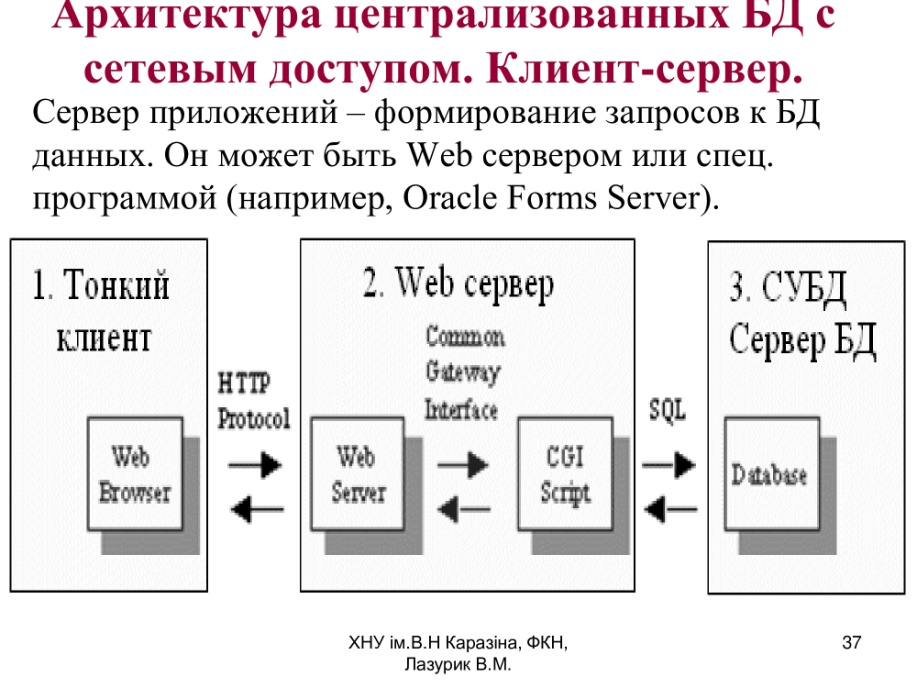 Архитектура централизованных БД с
сетевым доступом. Клиент-сервер.
Сервер приложений – формирование запросов к БД
данных. Он может быть Web сервером или спец.
программой (например, Oracle Forms Server).
1. Тонкий
клиент
HTTP
Protocol
Web
Browser
2. Web сервер
Common
Gateway
Interface
Web
Server
CGI
Script
SQL
3. СУБД
Сервер БД
Database
ХНУ ім.В.Н Каразіна, ФКН,
Лазурик В.М.
37